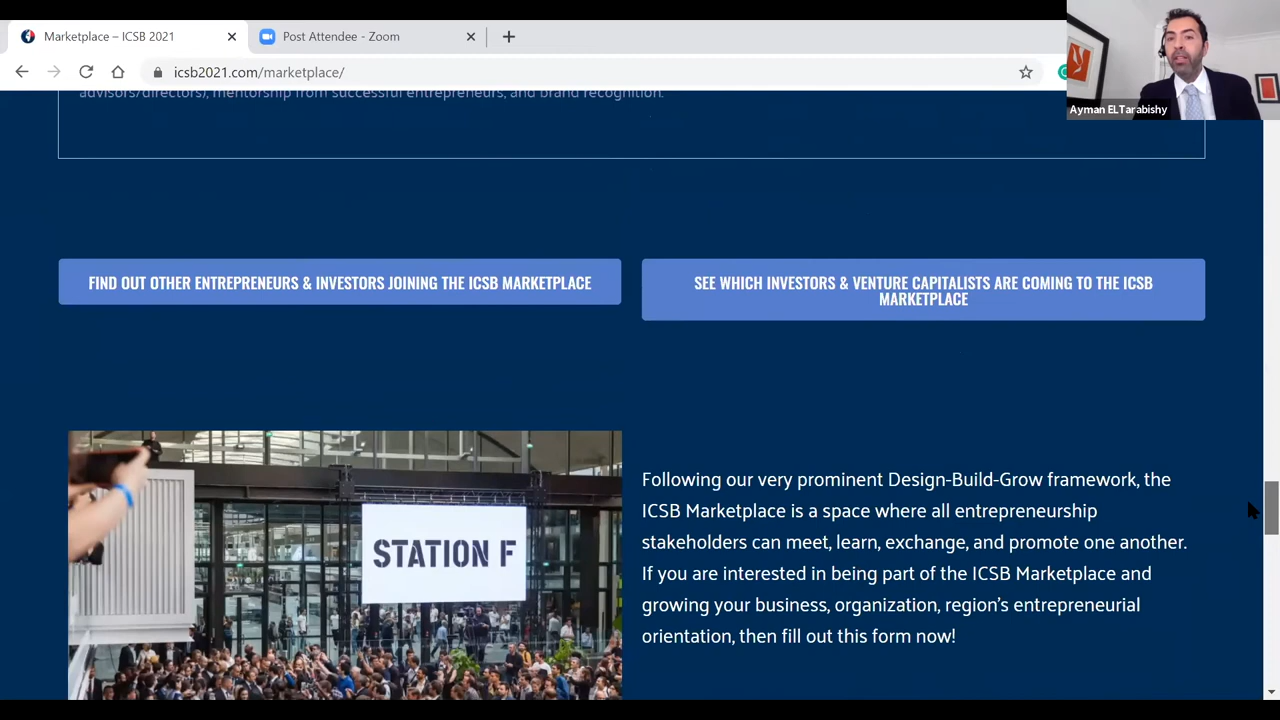 Marketplace – ICSB 2021
Post Attendee - Zoom
icsb2021.com/marketplace/
Ayman ELTarabishy
advisors/directors), mentorship from successful entrepreneurs, and brand recognition.
FIND OUT OTHER ENTREPRENEURS & INVESTORS JOINING THE ICSB MARKETPLACE
SEE WHICH INVESTORS & VENTURE CAPITALISTS ARE COMING TO THE ICSB
MARKETPLACE
STATION F
Following our very prominent Design-Build-Grow framework, the
ICSB Marketplace is a space where all entrepreneurship
stakeholders can meet, learn, exchange, and promote one another.
If you are interested in being part of the ICSB Marketplace and
growing your business, organization, region's entrepreneurial
orientation, then fill out this form now!